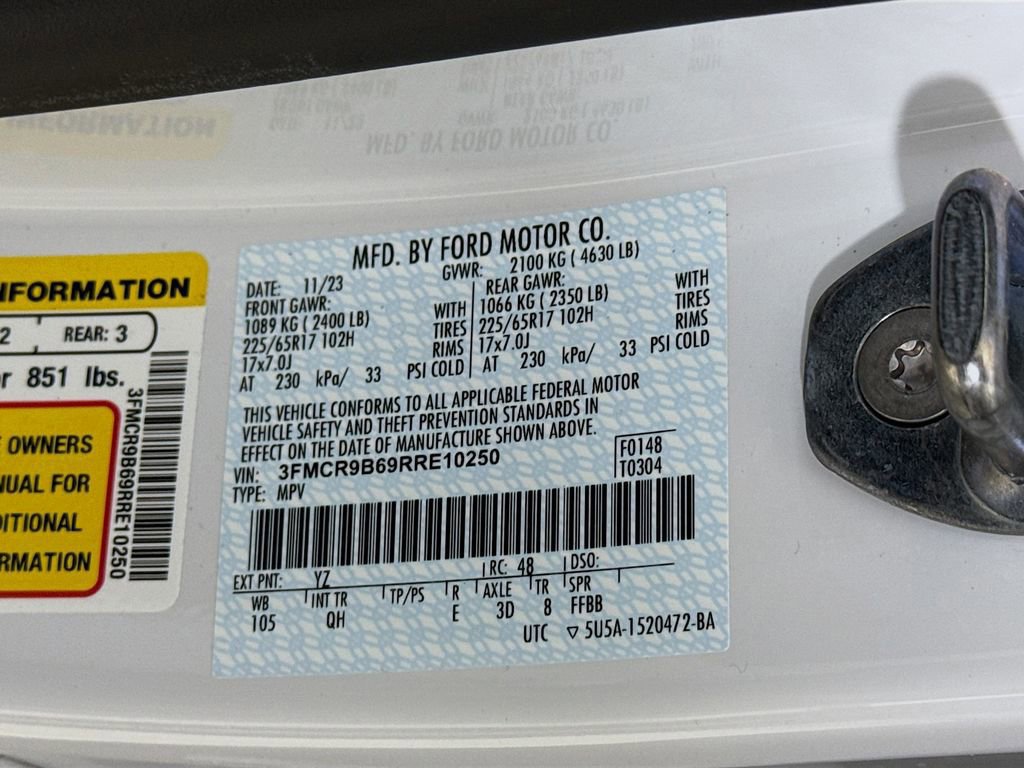 MFD. BY FORD MOTOR CO.
DATE: 11/23
GVWR: 2100 KG ( 4630 LB)
FRONT GAWR:
1089 KG ( 2400 LB) WITH
225/65R17 102H TIRES
17x7.0J RIMS
AT 230 kPa/ 33 PSI COLD
REAR GAWR:
1066 KG ( 2350 LB) WITH
225/65R17 102H TIRES
17x7.0J RIMS
AT 230 kPa/ 33 PSI COLD
THIS VEHICLE CONFORMS TO ALL APPLICABLE FEDERAL MOTOR
VEHICLE SAFETY AND THEFT PREVENTION STANDARDS IN
EFFECT ON THE DATE OF MANUFACTURE SHOWN ABOVE.
VIN: 3FMCR9B69RRE10250
TYPE: MPV
F0148
T0304
EXT PNT: YZ RC: 48 DSO:
WB INT TR TP/PS R AXLE TR SPR
105 QH E 3D 8 FFBB
UTC ▽ 5U5A-1520472-BA
NFORMATION
2 REAR: 3
or 851 lbs.
3FMCR9B69RRE10250
OWNERS
NUAL FOR
DITIONAL
RMATION